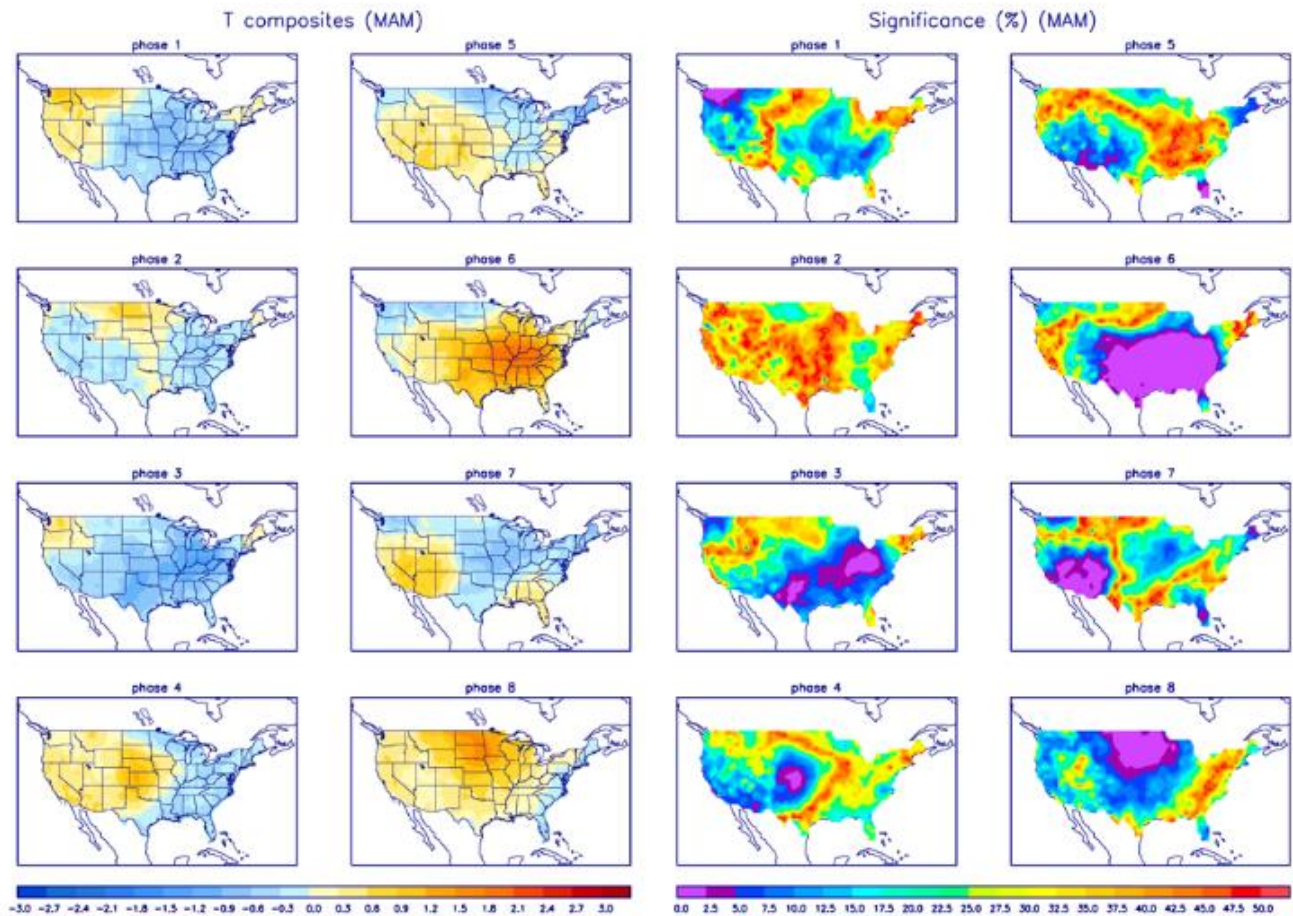 T composites (MAM) Significance (%) (MAM)
phase 1 phase 5 phase 1 phase 5
phase 2 phase 6 phase 2 phase 6
phase 3 phase 7 phase 3 phase 7
phase 4 phase 8 phase 4 phase 8
-3.0 -2.7 -2.4 -2.1 -1.8 -1.5 -1.2 -0.9 -0.6 -0.3 0.0 0.3 0.6 0.9 1.2 1.5 1.8 2.1 2.4 2.7 3.0 0.0 2.5 5.0 7.5 10.0 12.5 15.0 17.5 20.0 22.5 25.0 27.5 30.0 32.5 35.0 37.5 40.0 42.5 45.0 47.5 50.0